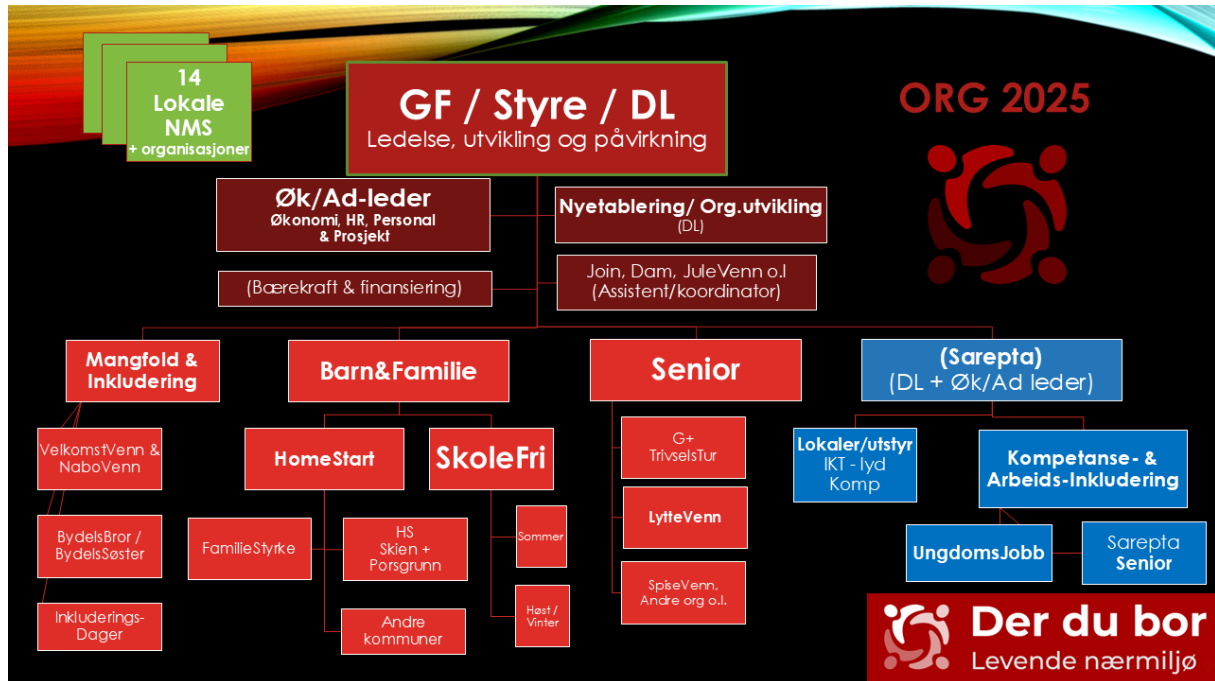 14
Lokale
NMS
+ organisasjoner
GF / Styre / DL
Ledelse, utvikling og påvirkning
ORG 2025
Øk/Ad-leder
Økonomi, HR, Personal
& Prosjekt
Nyetablering/ Org.utvikling
(DL)
(Bærekraft & finansiering)
Join, Dam, JuleVenn o.l
(Assistent/koordinator)
Mangfold &
Inkludering
Barn&Familie
Senior
(Sarepta)
(DL + Øk/Ad leder)
VelkomstVenn &
NaboVenn
BydelsBror /
BydelsSøster
Inkluderings-
Dager
HomeStart
SkoleFri
FamilieStyrke
HS
Skien +
Porsgrunn
Andre
kommuner
Sommer
Høst /
Vinter
G+
TrivselsTur
LytteVenn
SpiseVenn,
Andre org o.l.
Lokaler/utstyr
IKT - lyd
Komp
Kompetanse- &
Arbeids-Inkludering
UngdomsJobb
Sarepta
Senior
Der du bor
Levende nærmiljø